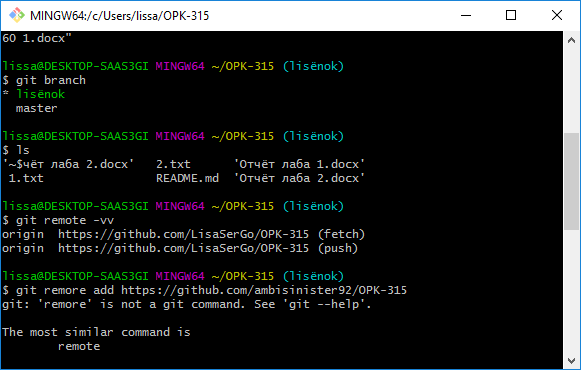 MINGW64:/c/Users/lissa/OPK-315
60 1.docx"
lissa@DESKTOP-SAAS3GI MINGW64 ~/OPK-315 (lisёnok)
$ git branch
* lisёnok
  master
lissa@DESKTOP-SAAS3GI MINGW64 ~/OPK-315 (lisёnok)
$ ls
'~$чёт лаба 2.docx'   2.txt      'Отчёт лаба 1.docx'
 1.txt                README.md  'Отчёт лаба 2.docx'
lissa@DESKTOP-SAAS3GI MINGW64 ~/OPK-315 (lisёnok)
$ git remote -vv
origin  https://github.com/LisaSerGo/OPK-315 (fetch)
origin  https://github.com/LisaSerGo/OPK-315 (push)
lissa@DESKTOP-SAAS3GI MINGW64 ~/OPK-315 (lisёnok)
$ git remore add https://github.com/ambisinister92/OPK-315
git: 'remore' is not a git command. See 'git --help'.
The most similar command is
        remote